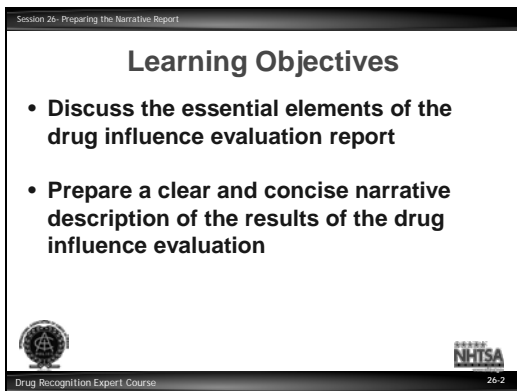 Session 26- Preparing the Narrative Report
Learning Objectives
• Discuss the essential elements of the
drug influence evaluation report
• Prepare a clear and concise narrative
description of the results of the drug
influence evaluation
NHTSA
Drug Recognition Expert Course
26-2